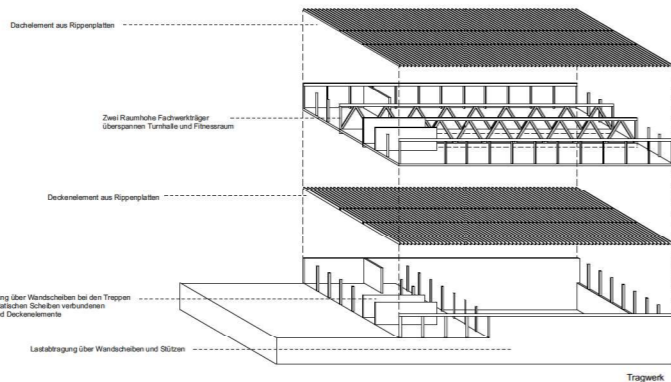 Dachelement aus Rippenplatten
Zwei Raumhohe Fachwerkträger
überspannen Turnhalle und Fitnessraum
Deckenelement aus Rippenplatten
über Wandscheiben bei den Treppen
Scheiben verbundenen
Deckenelemente
Lastabtragung über Wandscheiben und Stützen
Tragwerk